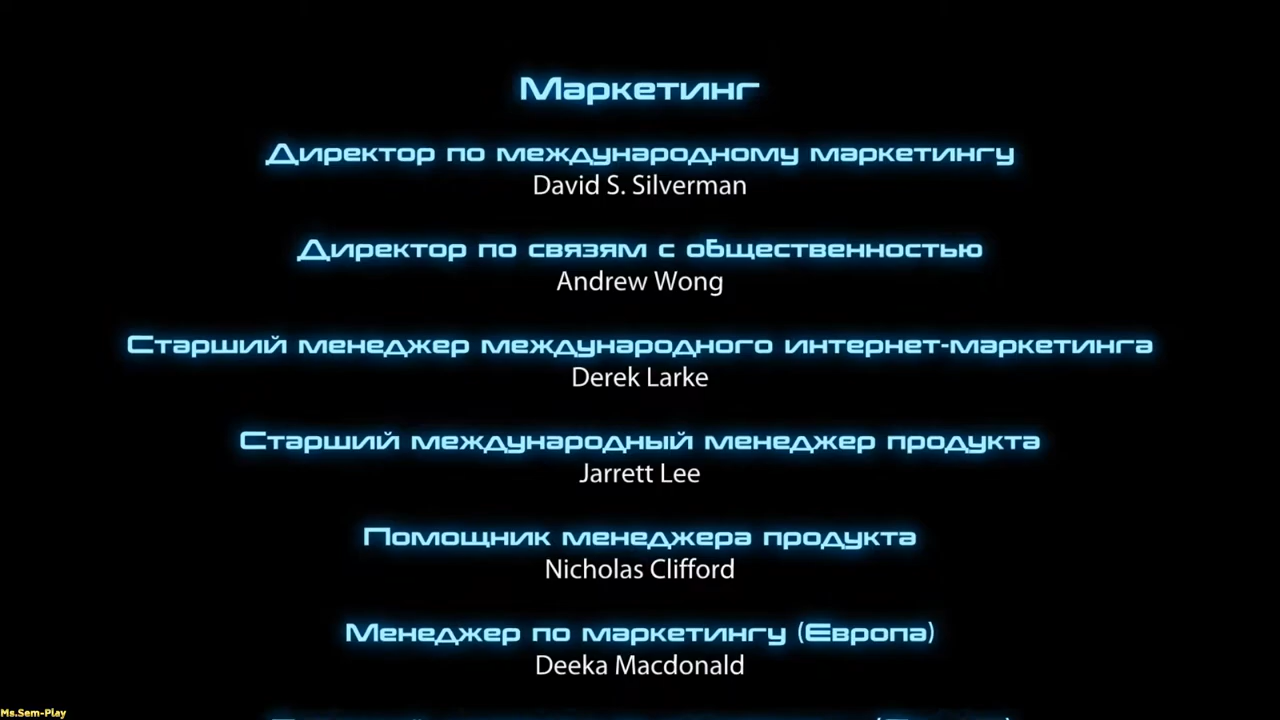 Маркетинг
Директор по международному маркетингу
David S. Silverman
Директор по связям с общественностью
Andrew Wong
Старший менеджер международного интернет-маркетинга
Derek Larke
Старший международный менеджер продукта
Jarrett Lee
Помощник менеджера продукта
Nicholas Clifford
Менеджер по маркетингу (Европа)
Deeka Macdonald
Ms.Sem-Play